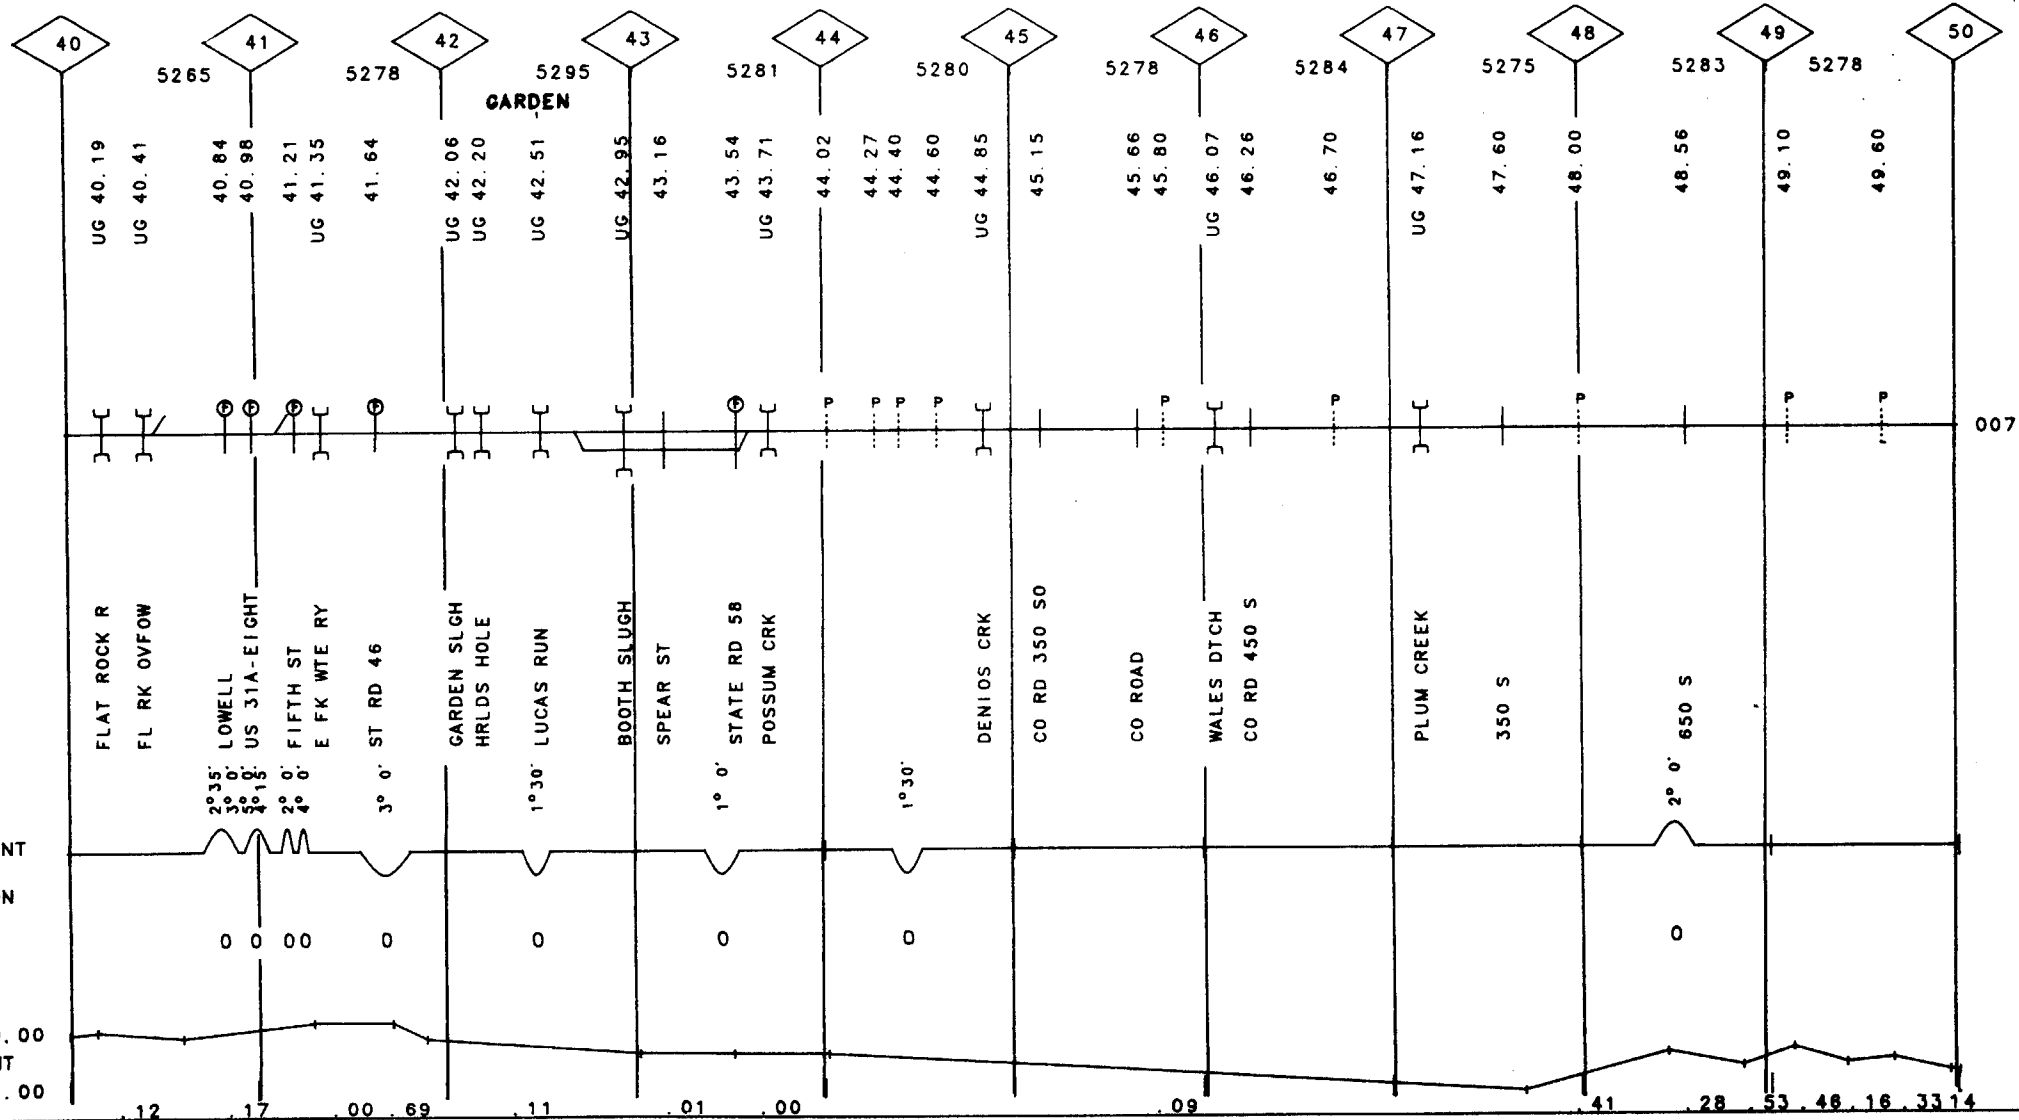 40 41 42 43 44 45 46 47 48 49 50
5265 5278 5295 5281 5280 5278 5284 5275 5283 5278
GARDEN
UG 40.19
UG 40.41
40.84
40.98
41.21
UG 41.35
41.64
UG 42.06
UG 42.20
UG 42.51
UG 42.95
43.16
43.54
UG 43.71
44.02
44.27
44.40
44.60
UG 44.85
45.15
45.66
45.80
UG 46.07
46.26
46.70
UG 47.16
47.60
48.00
48.56
49.10
49.60
P P P P P P P P P P P P
007
FLAT ROCK R
FL RK OVFOW
LOWELL
US 31A-EIGHT
FIFTH ST
E FK WTE RY
ST RD 46
GARDEN SLGH
HRLDS HOLE
LUCAS RUN
BOOTH SLUGH
SPEAR ST
STATE RD 58
POSSUM CRK
DENIOS CRK
CO RD 350 SO
CO ROAD
WALES DTCH
CO RD 450 S
PLUM CREEK
350 S
650 S
2°35'
3° 0'
5° 0'
4°15'
2° 0'
4° 0'
3° 0'
1°30'
1° 0'
1°30'
2° 0'
NT
ON
0 0 00 0 0 0 0 0
.00
NT
.00
.12 .17 .00 .69 .11 .01 .00 .09 .41 .28 .53 .46 .16 .33 14